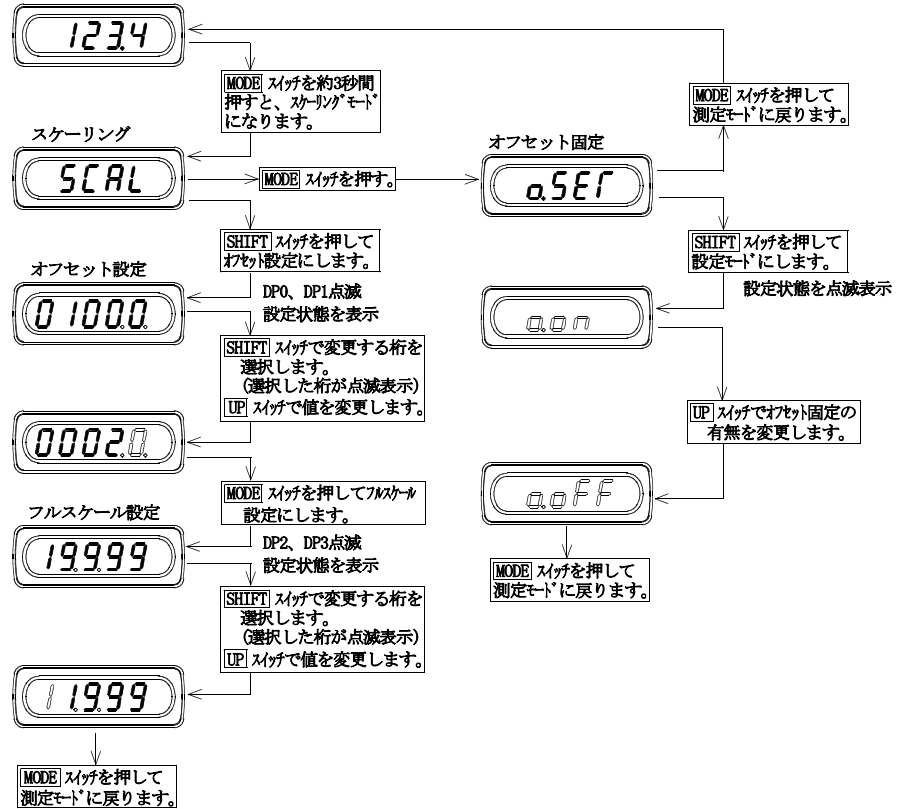 123.4
MODE ｽｲｯﾁを約3秒間
押すと、ｽｹｰﾘﾝｸﾞﾓｰﾄﾞ
になります。
スケーリング
SCAL
MODE ｽｲｯﾁを押す。
SHIFT ｽｲｯﾁを押して
ｵﾌｾｯﾄ設定にします。
オフセット設定
0100.0.
DP0、DP1点滅
設定状態を表示
SHIFT ｽｲｯﾁで変更する桁を
選択します。
(選択した桁が点滅表示)
UP ｽｲｯﾁで値を変更します。
0002.0.
MODE ｽｲｯﾁを押してﾌﾙｽｹｰﾙ
設定にします。
フルスケール設定
19.9.99
DP2、DP3点滅
設定状態を表示
SHIFT ｽｲｯﾁで変更する桁を
選択します。
(選択した桁が点滅表示)
UP ｽｲｯﾁで値を変更します。
11.9.99
MODE ｽｲｯﾁを押して
測定ﾓｰﾄﾞに戻ります。
MODE ｽｲｯﾁを押して
測定ﾓｰﾄﾞに戻ります。
オフセット固定
o.SET
SHIFT ｽｲｯﾁを押して
設定ﾓｰﾄﾞにします。
設定状態を点滅表示
o.on
UP ｽｲｯﾁでｵﾌｾｯﾄ固定の
有無を変更します。
o.oFF
MODE ｽｲｯﾁを押して
測定ﾓｰﾄﾞに戻ります。